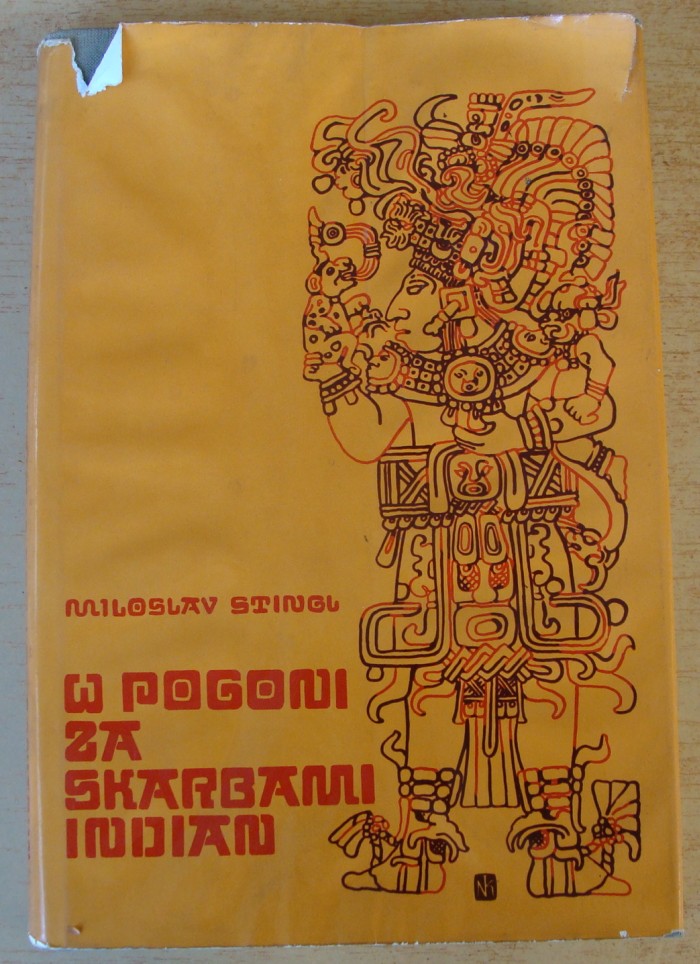 MILOSLAV STINGL
W POGONI
ZA
SKARBAMI
INDIAN